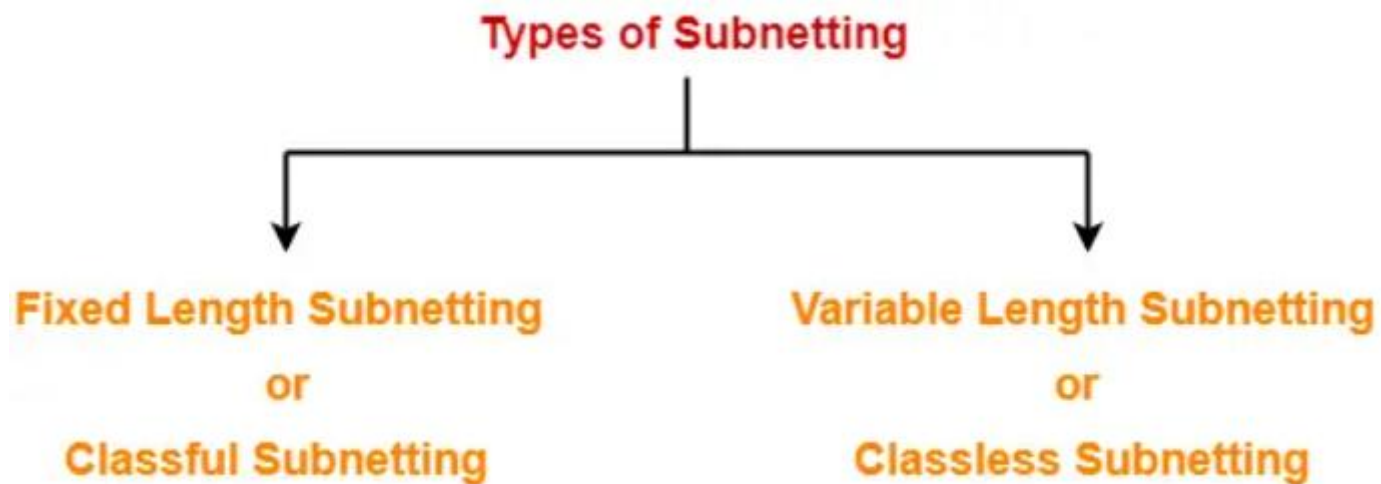 Types of Subnetting
Fixed Length Subnetting
or
Classful Subnetting
Variable Length Subnetting
or
Classless Subnetting